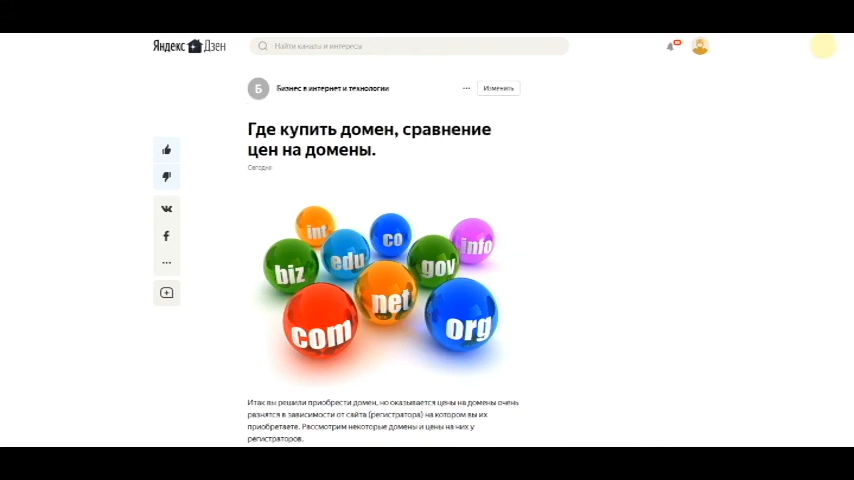 Яндекс Дзен
Найти каналы и интересы
Б
Бизнес в интернет и технологии
Изменить
Где купить домен, сравнение
цен на домены.
Сегодня
int
co
info
biz
edu
gov
net
com
org
Итак вы решили приобрести домен, но оказывается цены на домены очень
разнятся в зависимости от сайта (регистратора) на котором вы их
приобретаете. Рассмотрим некоторые домены и цены на них у
регистраторов.